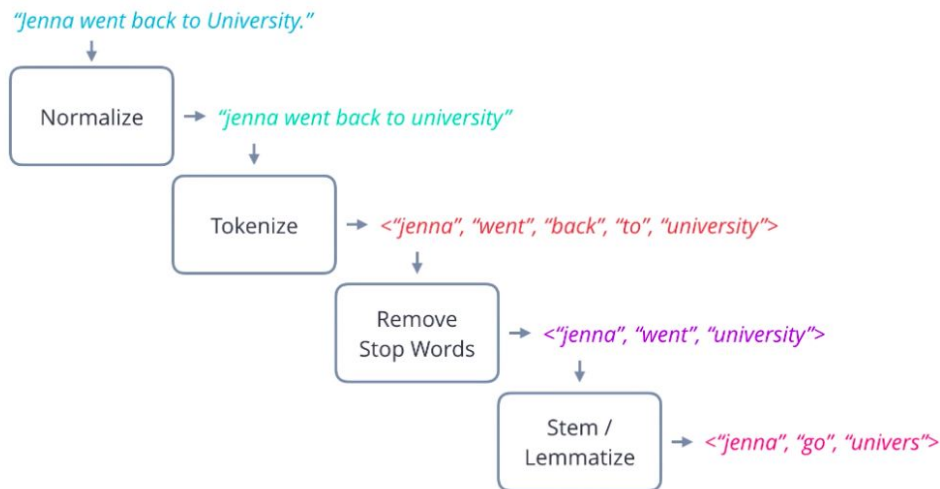 “Jenna went back to University.”
Normalize
“jenna went back to university”
Tokenize
<“jenna”, “went”, “back”, “to”, “university”>
Remove
Stop Words
<“jenna”, “went”, “university”>
Stem /
Lemmatize
<“jenna”, “go”, “univers”>